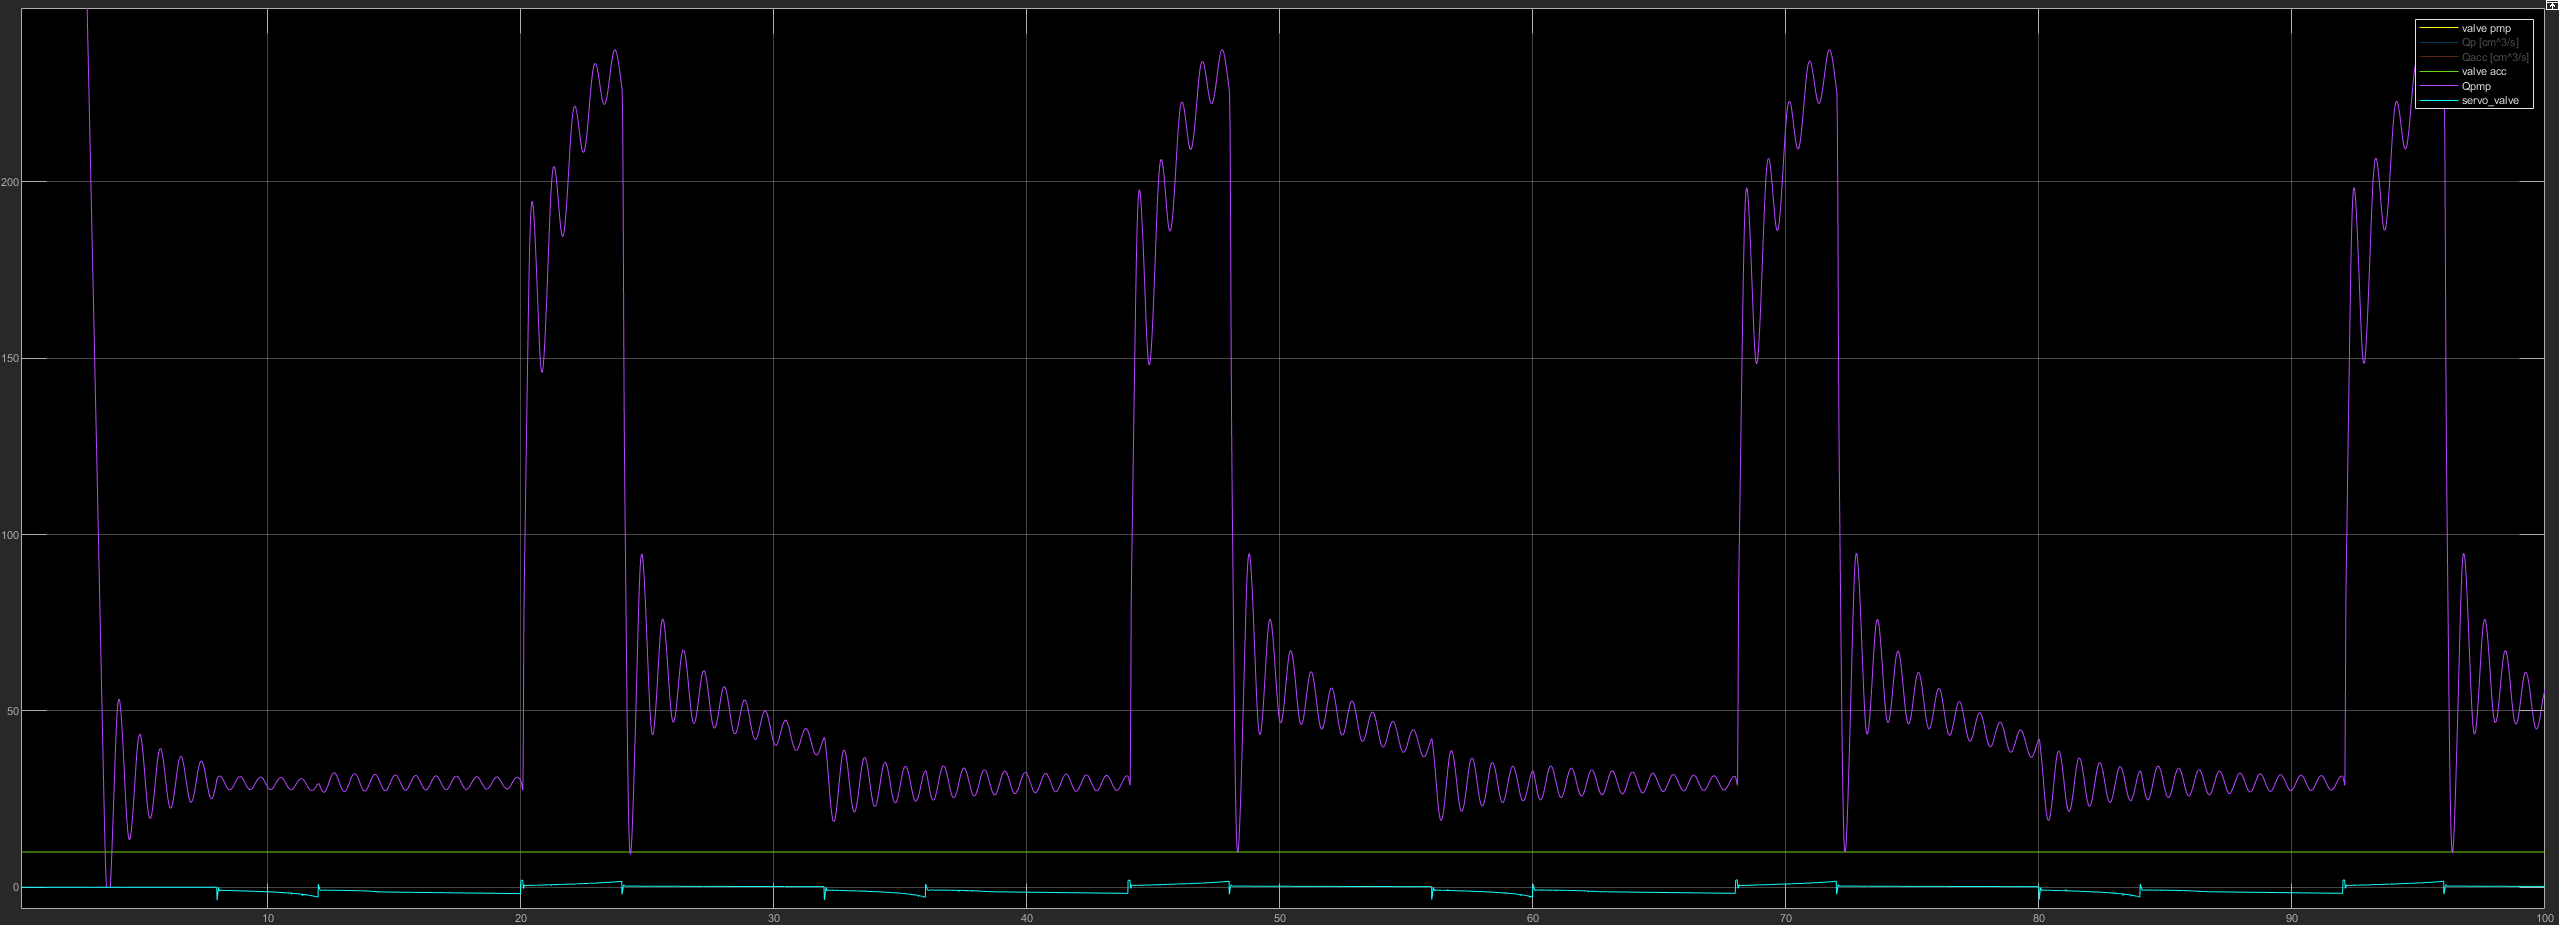 valve pmp
Qp [cm^3/s]
Qacc [cm^3/s]
valve acc
Qpmp
servo_valve
200
150
100
50
0
10 20 30 40 50 60 70 80 90 100